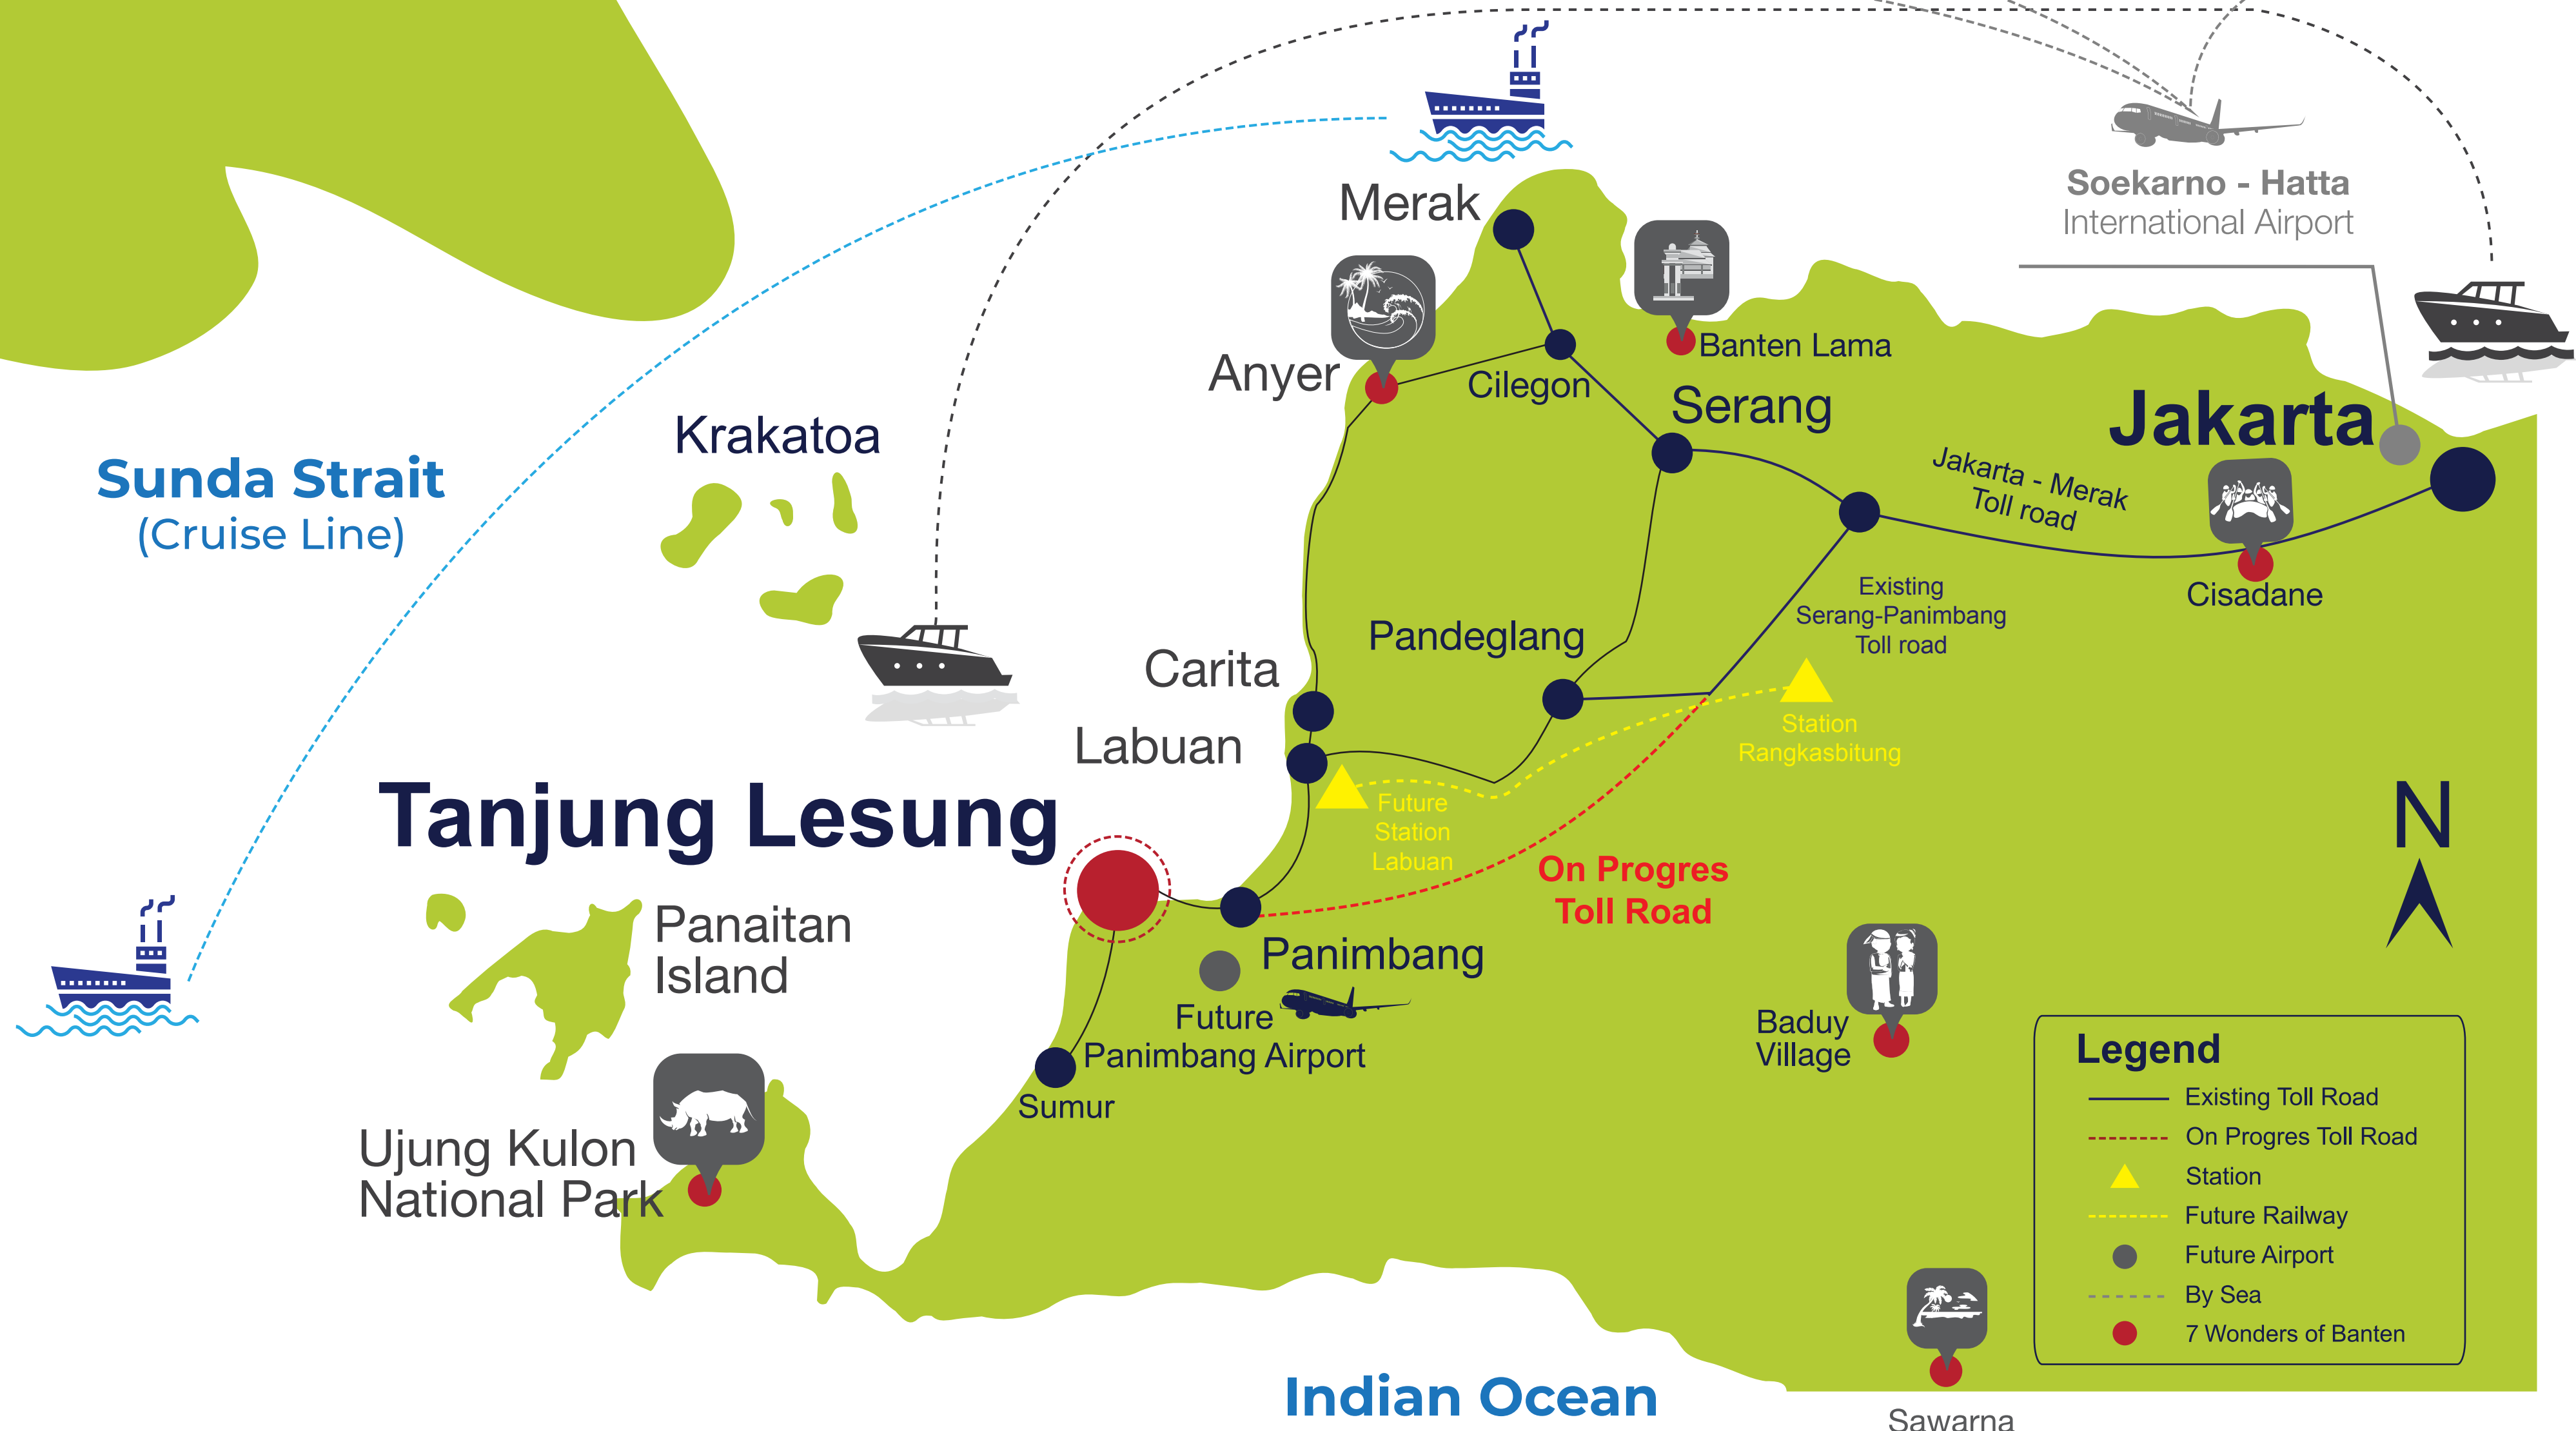 Soekarno - Hatta
International Airport
Merak
Banten Lama
Anyer
Cilegon
Serang
Jakarta
Krakatoa
Sunda Strait
(Cruise Line)
Jakarta - Merak
Toll road
Cisadane
Existing
Serang-Panimbang
Toll road
Pandeglang
Carita
Labuan
Station
Rangkasbitung
Tanjung Lesung
Future
Station
Labuan
N
On Progres
Toll Road
Panaitan
Island
Panimbang
Future
Panimbang Airport
Baduy
Village
Sumur
Ujung Kulon
National Park
Legend
Existing Toll Road
On Progres Toll Road
Station
Future Railway
Future Airport
By Sea
7 Wonders of Banten
Indian Ocean
Sawarna